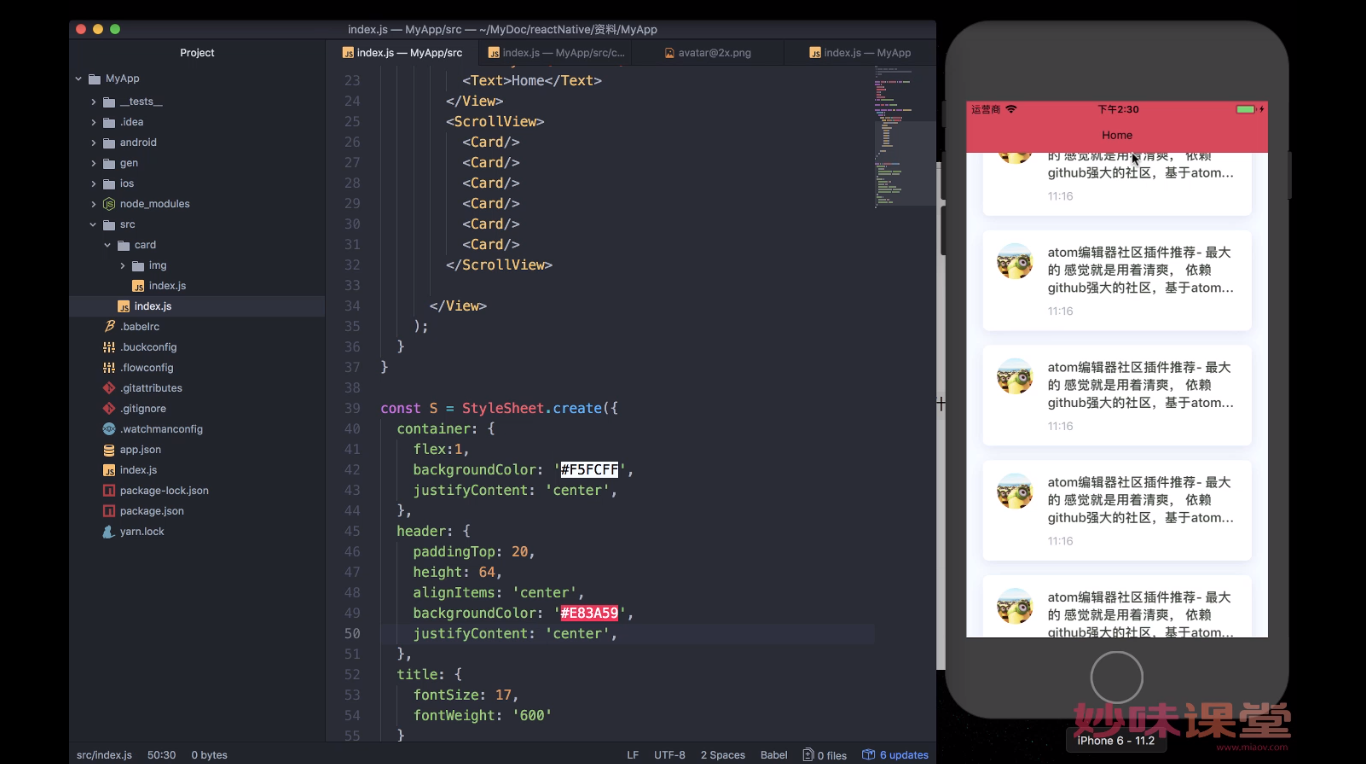 index.js — MyApp/src — ~/MyDoc/reactNative/资料/MyApp
Project
index.js — MyApp/src
index.js — MyApp/src/c...
avatar@2x.png
index.js — MyApp
MyApp
__tests__
.idea
android
gen
ios
node_modules
src
card
img
index.js
index.js
.babelrc
.buckconfig
.flowconfig
.gitattributes
.gitignore
.watchmanconfig
app.json
index.js
package-lock.json
package.json
yarn.lock
23 <Text>Home</Text>
24 </View>
25 <ScrollView>
26 <Card/>
27 <Card/>
28 <Card/>
29 <Card/>
30 <Card/>
31 <Card/>
32 </ScrollView>
33
34 </View>
35 );
36 }
37 }
38
39 const S = StyleSheet.create({
40 container: {
41 flex:1,
42 backgroundColor: '#F5FCFF',
43 justifyContent: 'center',
44 },
45 header: {
46 paddingTop: 20,
47 height: 64,
48 alignItems: 'center',
49 backgroundColor: '#E83A59',
50 justifyContent: 'center',
51 },
52 title: {
53 fontSize: 17,
54 fontWeight: '600'
55 }
src/index.js 50:30 0 bytes
LF UTF-8 2 Spaces Babel 0 files 6 updates
运营商 下午2:30
Home
的 感觉就是用着清爽， 依赖
github强大的社区，基于atom...
11:16
atom编辑器社区插件推荐- 最大
的 感觉就是用着清爽， 依赖
github强大的社区，基于atom...
11:16
atom编辑器社区插件推荐- 最大
的 感觉就是用着清爽， 依赖
github强大的社区，基于atom...
11:16
atom编辑器社区插件推荐- 最大
的 感觉就是用着清爽， 依赖
github强大的社区，基于atom...
11:16
atom编辑器社区插件推荐- 最大
的 感觉就是用着清爽， 依赖
github强大的社区，基于atom...
妙味课堂
iPhone 6 - 11.2
www.miaov.com